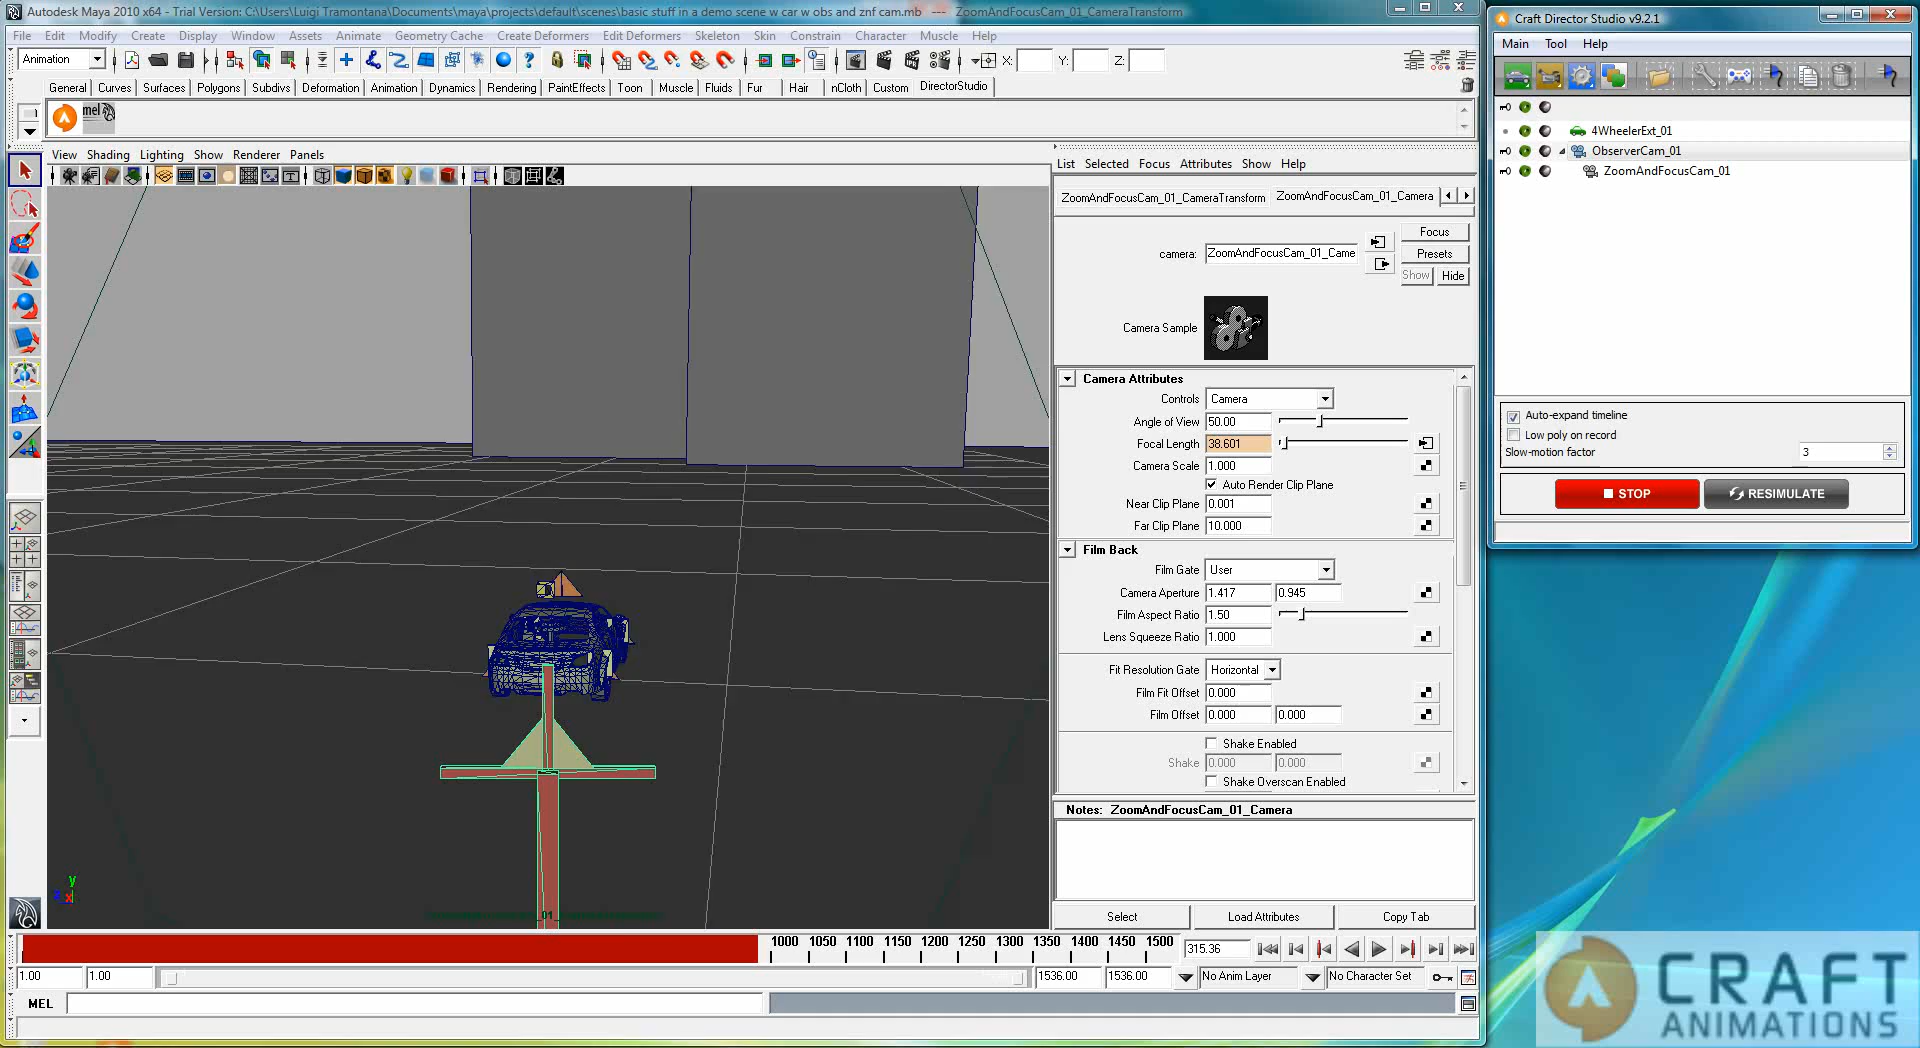 Autodesk Maya 2010 x64 - Trial Version: C:\Users\Luigi Tramontana\Documents\maya\projects\default\scenes\basic stuff in a demo scene w car w obs and znf cam.mb --- ZoomAndFocusCam_01_CameraTransform
File Edit Modify Create Display Window Assets Animate Geometry Cache Create Deformers Edit Deformers Skeleton Skin Constrain Character Muscle Help
Animation X: Y: Z:
General Curves Surfaces Polygons Subdivs Deformation Animation Dynamics Rendering PaintEffects Toon Muscle Fluids Fur Hair nCloth Custom DirectorStudio
mel
View Shading Lighting Show Renderer Panels
List Selected Focus Attributes Show Help
ZoomAndFocusCam_01_CameraTransform ZoomAndFocusCam_01_Camera
camera: ZoomAndFocusCam_01_Came
Focus
Presets
Show Hide
Camera Sample
Camera Attributes
Controls Camera
Angle of View 50.00
Focal Length 38.601
Camera Scale 1.000
Auto Render Clip Plane
Near Clip Plane 0.001
Far Clip Plane 10.000
Film Back
Film Gate User
Camera Aperture 1.417 0.945
Film Aspect Ratio 1.50
Lens Squeeze Ratio 1.000
Fit Resolution Gate Horizontal
Film Fit Offset 0.000
Film Offset 0.000 0.000
Shake Enabled
Shake 0.000 0.000
Shake Overscan Enabled
Notes: ZoomAndFocusCam_01_Camera
Select Load Attributes Copy Tab
y
x
1000 1050 1100 1150 1200 1250 1300 1350 1400 1450 1500 315.36
1.00 1.00 1536.00 1536.00 No Anim Layer No Character Set
MEL
Craft Director Studio v9.2.1
Main Tool Help
4WheelerExt_01
ObserverCam_01
ZoomAndFocusCam_01
Auto-expand timeline
Low poly on record
Slow-motion factor 3
STOP RESIMULATE
CRAFT
ANIMATIONS